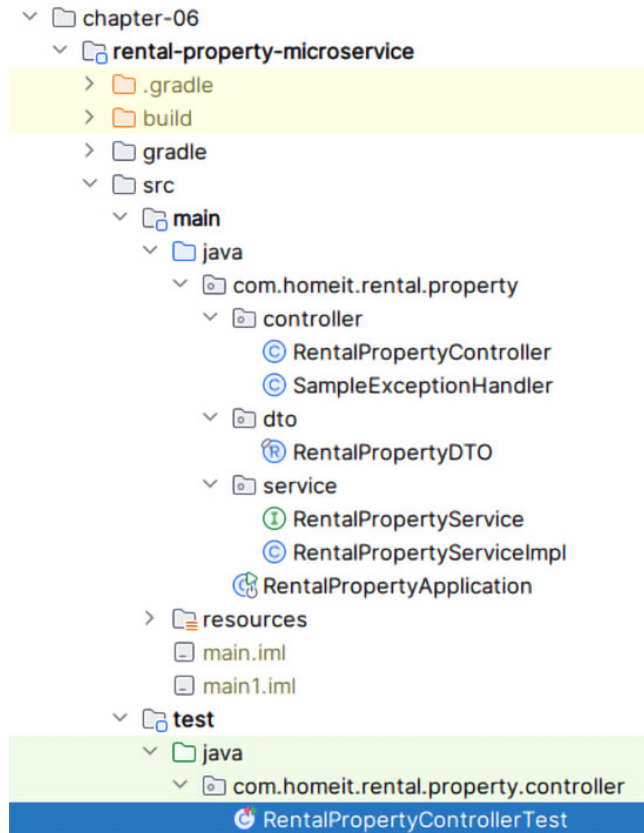 chapter-06
rental-property-microservice
.gradle
build
gradle
src
main
java
com.homeit.rental.property
controller
C RentalPropertyController
C SampleExceptionHandler
dto
R RentalPropertyDTO
service
I RentalPropertyService
C RentalPropertyServiceImpl
RentalPropertyApplication
resources
main.iml
main1.iml
test
java
com.homeit.rental.property.controller
C RentalPropertyControllerTest